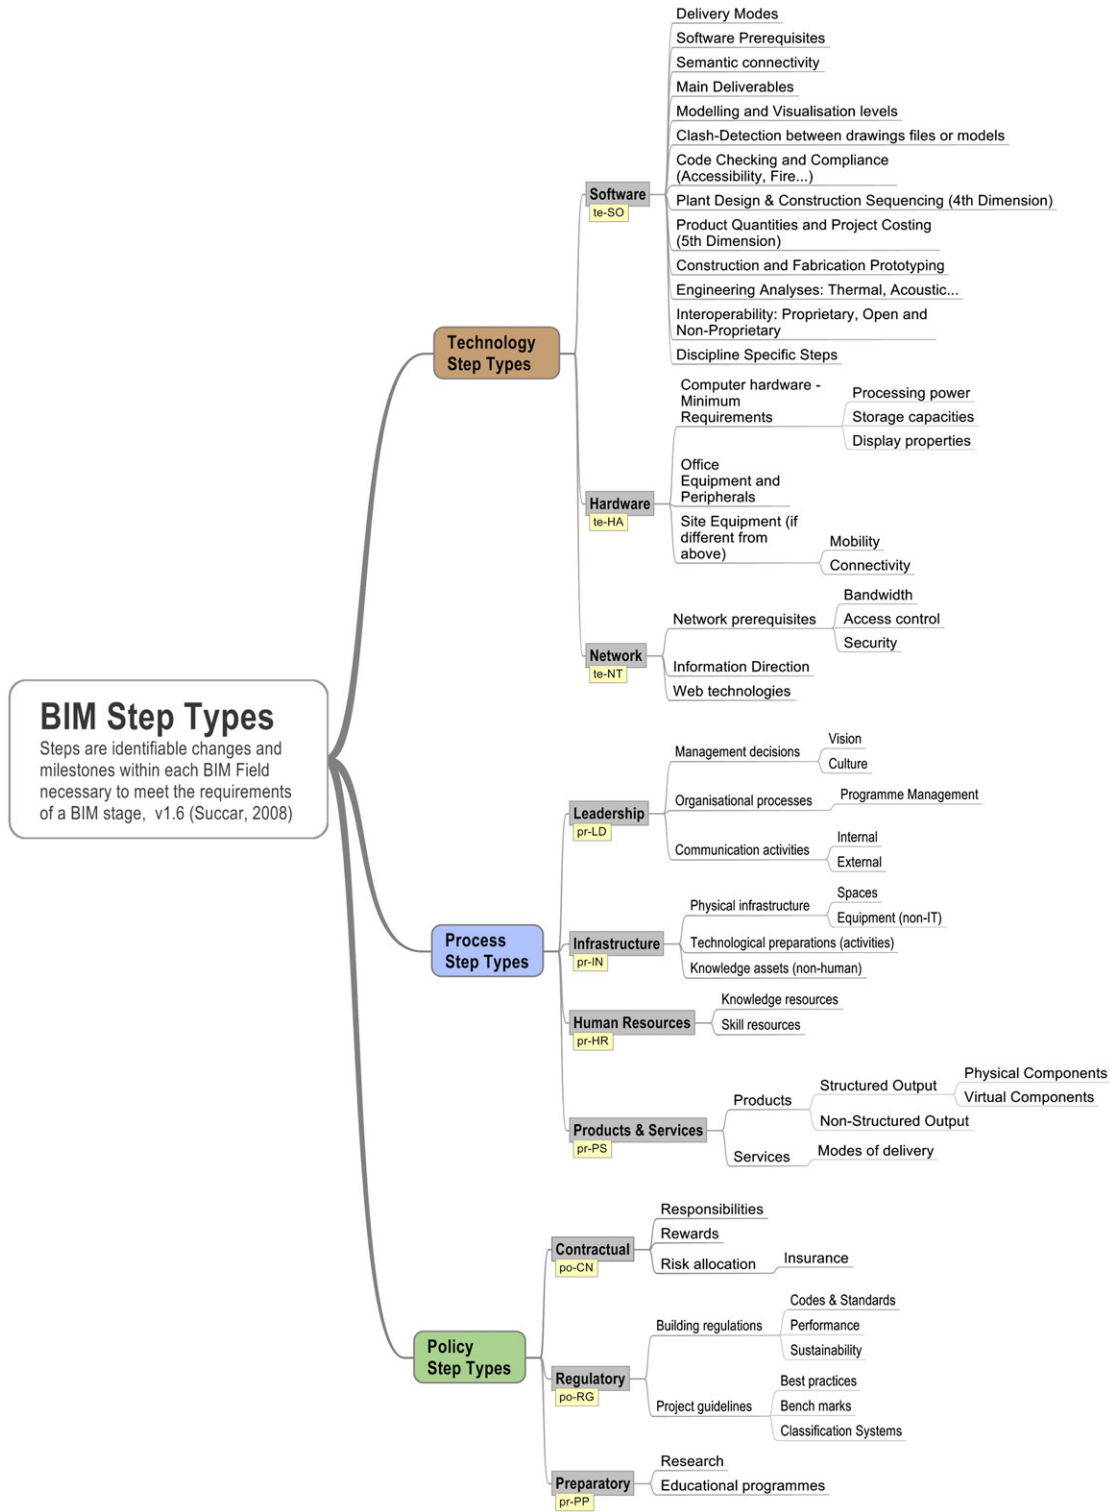 BIM Step Types
Steps are identifiable changes and
milestones within each BIM Field
necessary to meet the requirements
of a BIM stage,  v1.6 (Succar, 2008)
Technology
Step Types
Software
te-SO
Delivery Modes
Software Prerequisites
Semantic connectivity
Main Deliverables
Modelling and Visualisation levels
Clash-Detection between drawings files or models
Code Checking and Compliance
(Accessibility, Fire...)
Plant Design & Construction Sequencing (4th Dimension)
Product Quantities and Project Costing
(5th Dimension)
Construction and Fabrication Prototyping
Engineering Analyses: Thermal, Acoustic...
Interoperability: Proprietary, Open and
Non-Proprietary
Discipline Specific Steps
Hardware
te-HA
Computer hardware -
Minimum
Requirements
Processing power
Storage capacities
Display properties
Office
Equipment and
Peripherals
Site Equipment (if
different from
above)
Mobility
Connectivity
Network
te-NT
Network prerequisites
Bandwidth
Access control
Security
Information Direction
Web technologies
Process
Step Types
Leadership
pr-LD
Management decisions
Vision
Culture
Organisational processes
Programme Management
Communication activities
Internal
External
Infrastructure
pr-IN
Physical infrastructure
Spaces
Equipment (non-IT)
Technological preparations (activities)
Knowledge assets (non-human)
Human Resources
pr-HR
Knowledge resources
Skill resources
Products & Services
pr-PS
Products
Structured Output
Physical Components
Virtual Components
Non-Structured Output
Services
Modes of delivery
Policy
Step Types
Contractual
po-CN
Responsibilities
Rewards
Risk allocation
Insurance
Regulatory
po-RG
Building regulations
Codes & Standards
Performance
Sustainability
Project guidelines
Best practices
Bench marks
Classification Systems
Preparatory
pr-PP
Research
Educational programmes